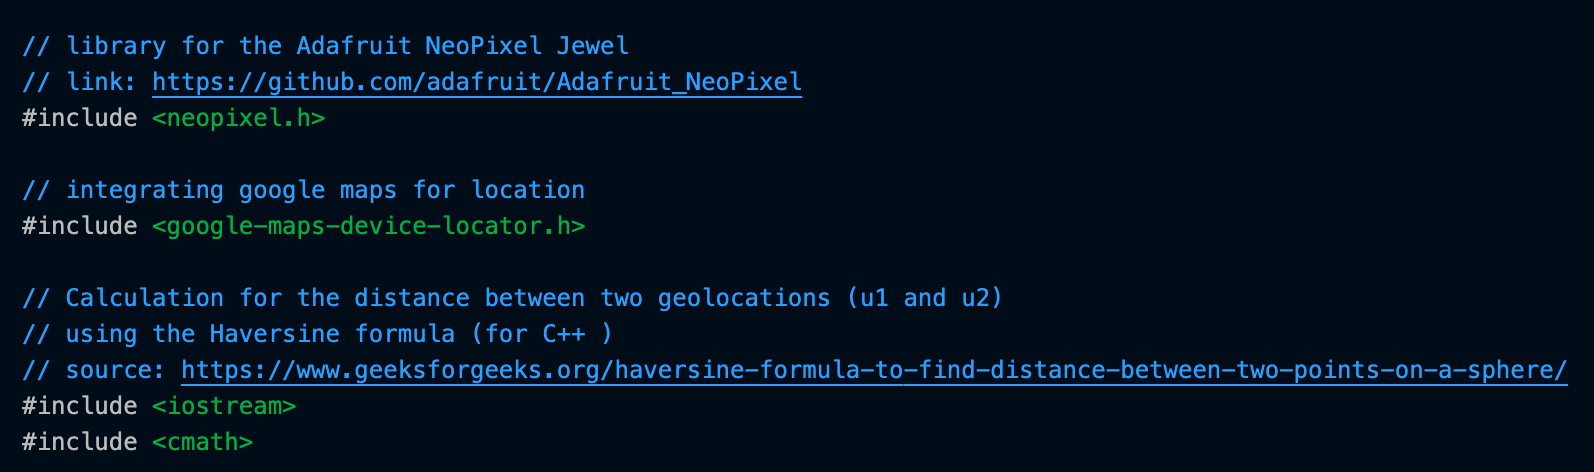 // library for the Adafruit NeoPixel Jewel
// link: https://github.com/adafruit/Adafruit_NeoPixel
#include <neopixel.h>
// integrating google maps for location
#include <google-maps-device-locator.h>
// Calculation for the distance between two geolocations (u1 and u2)
// using the Haversine formula (for C++ )
// source: https://www.geeksforgeeks.org/haversine-formula-to-find-distance-between-two-points-on-a-sphere/
#include <iostream>
#include <cmath>